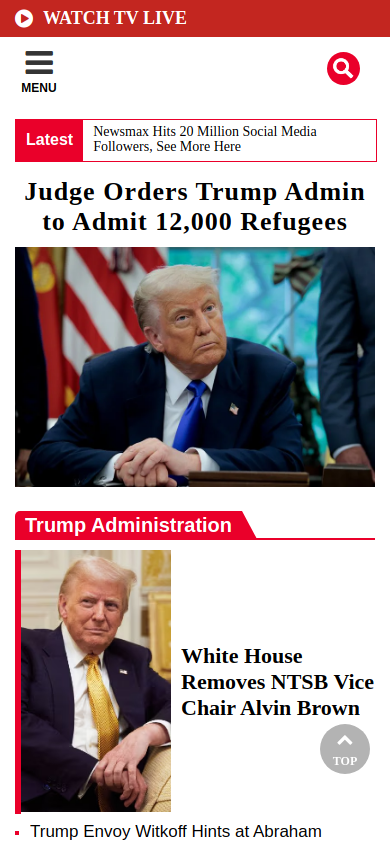 WATCH TV LIVE
MENU
Latest
Newsmax Hits 20 Million Social Media
Followers, See More Here
Judge Orders Trump Admin
to Admit 12,000 Refugees
Trump Administration
White House
Removes NTSB Vice
Chair Alvin Brown
TOP
Trump Envoy Witkoff Hints at Abraham